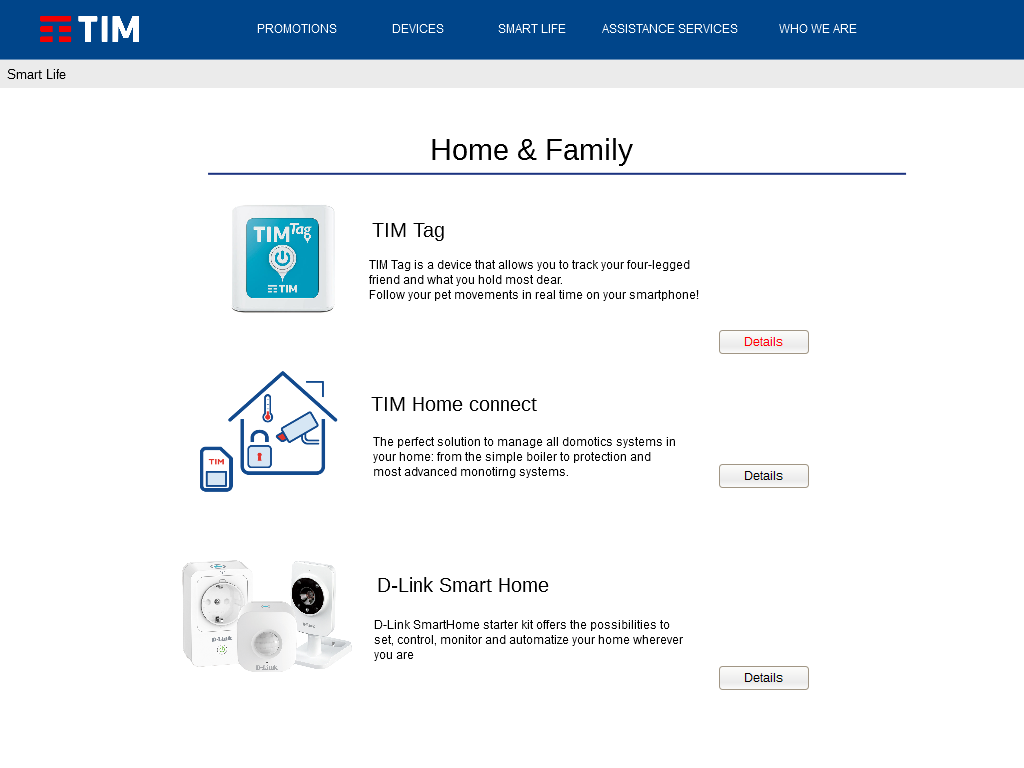 TIM
PROMOTIONS
DEVICES
SMART LIFE
ASSISTANCE SERVICES
WHO WE ARE
Smart Life
Home & Family
TIM Tag
TIM
TIM Tag
TIM Tag is a device that allows you to track your four-legged
friend and what you hold most dear.
Follow your pet movements in real time on your smartphone!
Details
TIM
TIM Home connect
The perfect solution to manage all domotics systems in
your home: from the simple boiler to protection and
most advanced monotirng systems.
Details
D-Link
D-Link
D-Link Smart Home
D-Link SmartHome starter kit offers the possibilities to
set, control, monitor and automatize your home wherever
you are
Details